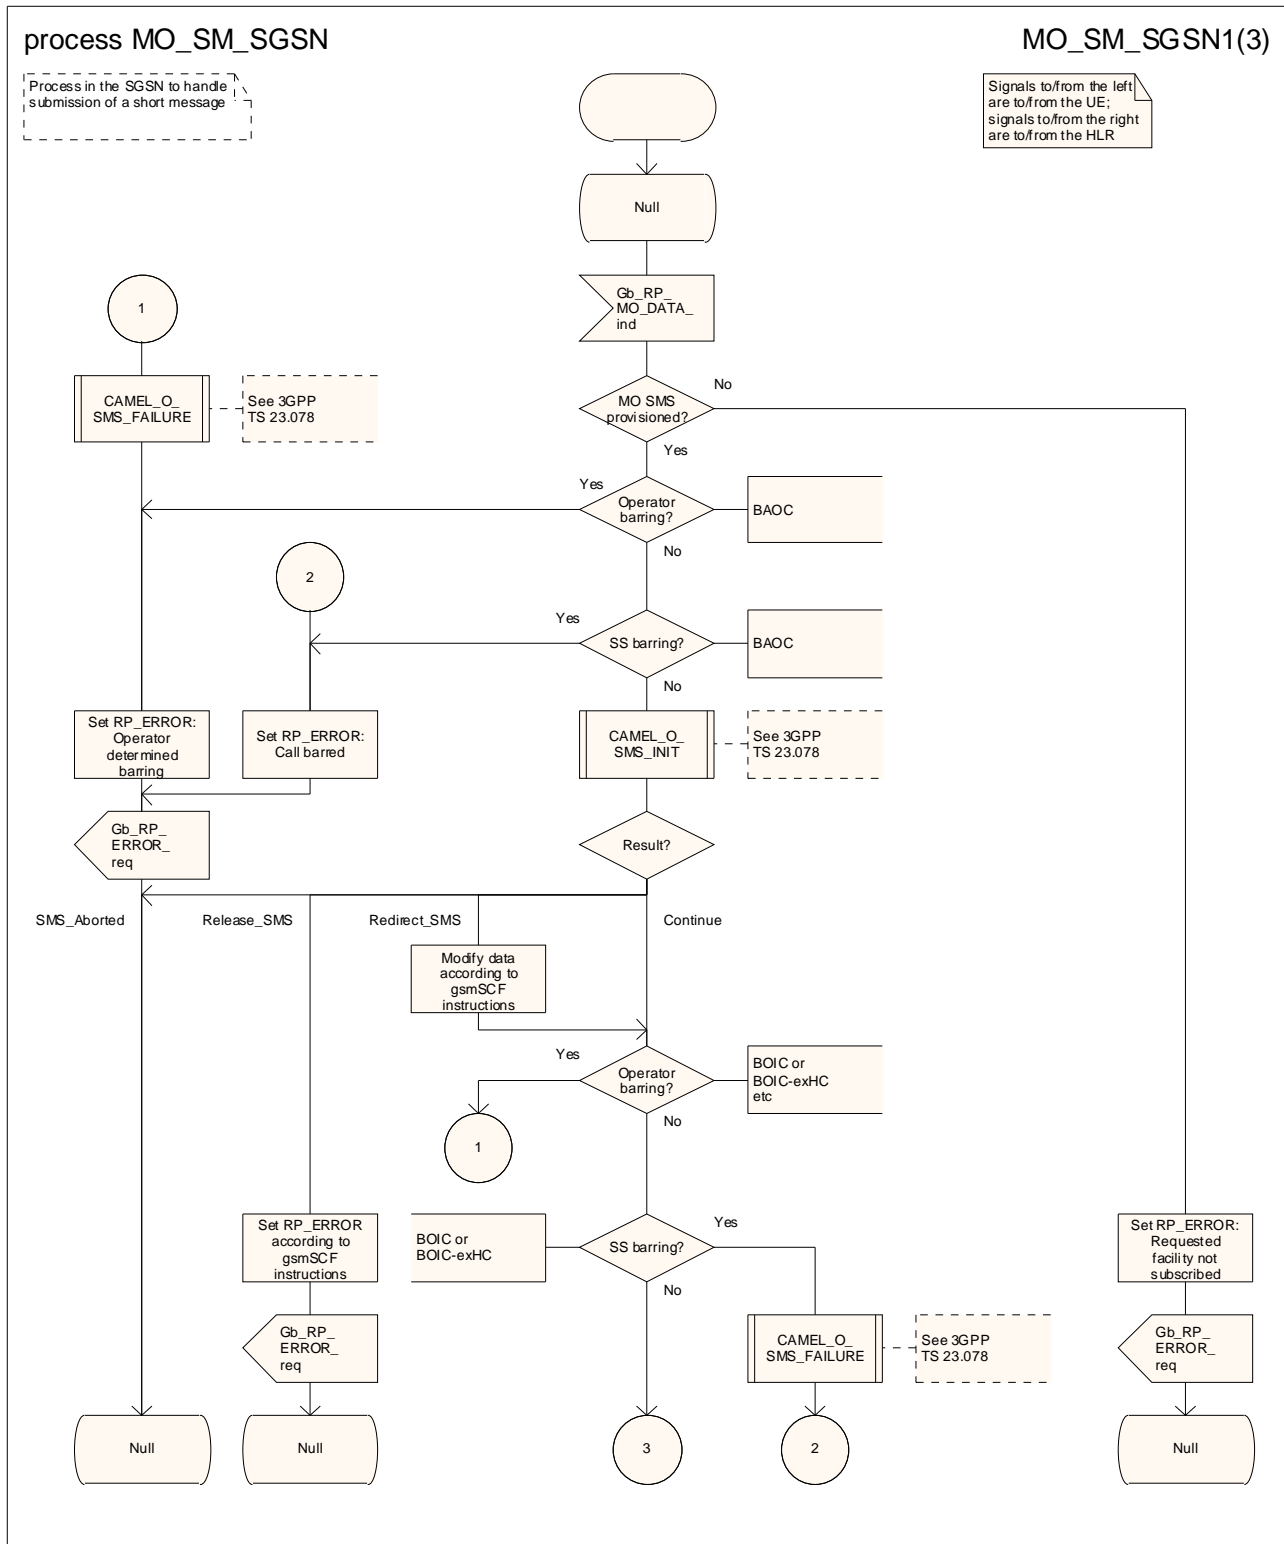 process MO_SM_SGSN
MO_SM_SGSN1(3)
Process in the SGSN to handle
submission of a short message
Signals to/from the left
are to/from the UE;
signals to/from the right
are to/from the HLR
Null
Gb_RP_
MO_DATA_
ind
1
CAMEL_O_
SMS_FAILURE
See 3GPP
TS 23.078
MO SMS
provisioned?
No
Yes
Yes
Operator
barring?
BAOC
No
2
Yes
SS barring?
BAOC
No
Set RP_ERROR:
Operator
determined
barring
Set RP_ERROR:
Call barred
CAMEL_O_
SMS_INIT
See 3GPP
TS 23.078
Gb_RP_
ERROR_
req
Result?
SMS_Aborted
Release_SMS
Redirect_SMS
Continue
Modify data
according to
gsmSCF
instructions
Yes
Operator
barring?
BOIC or
BOIC-exHC
etc
No
1
Set RP_ERROR
according to
gsmSCF
instructions
BOIC or
BOIC-exHC
SS barring?
Yes
No
Set RP_ERROR:
Requested
facility not
subscribed
Gb_RP_
ERROR_
req
CAMEL_O_
SMS_FAILURE
See 3GPP
TS 23.078
Gb_RP_
ERROR_
req
Null
Null
3
2
Null